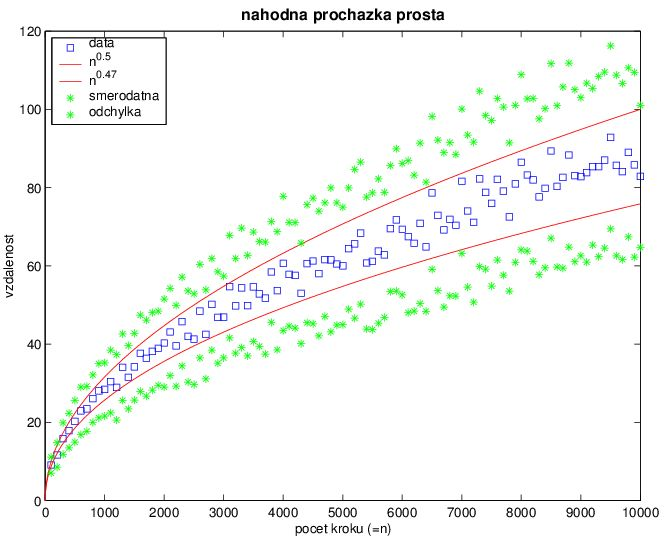 nahodna prochazka prosta
120
100
80
60
40
20
0
vzdalenost
data
n^0.5
n^0.47
smerodatna
odchylka
0 1000 2000 3000 4000 5000 6000 7000 8000 9000 10000
pocet kroku (=n)